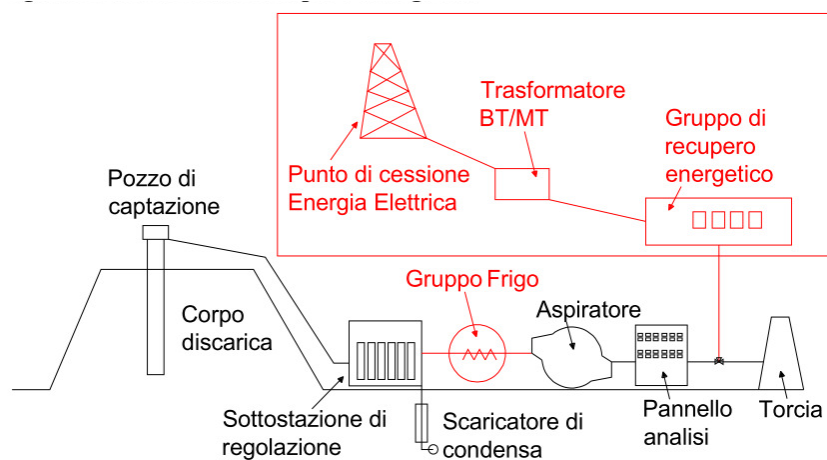 Trasformatore
BT/MT
Gruppo di
recupero
energetico
Punto di cessione
Energia Elettrica
Pozzo di
captazione
Gruppo Frigo
Aspiratore
Corpo
discarica
Sottostazione di
regolazione
Scaricatore di
condensa
Pannello
analisi
Torcia